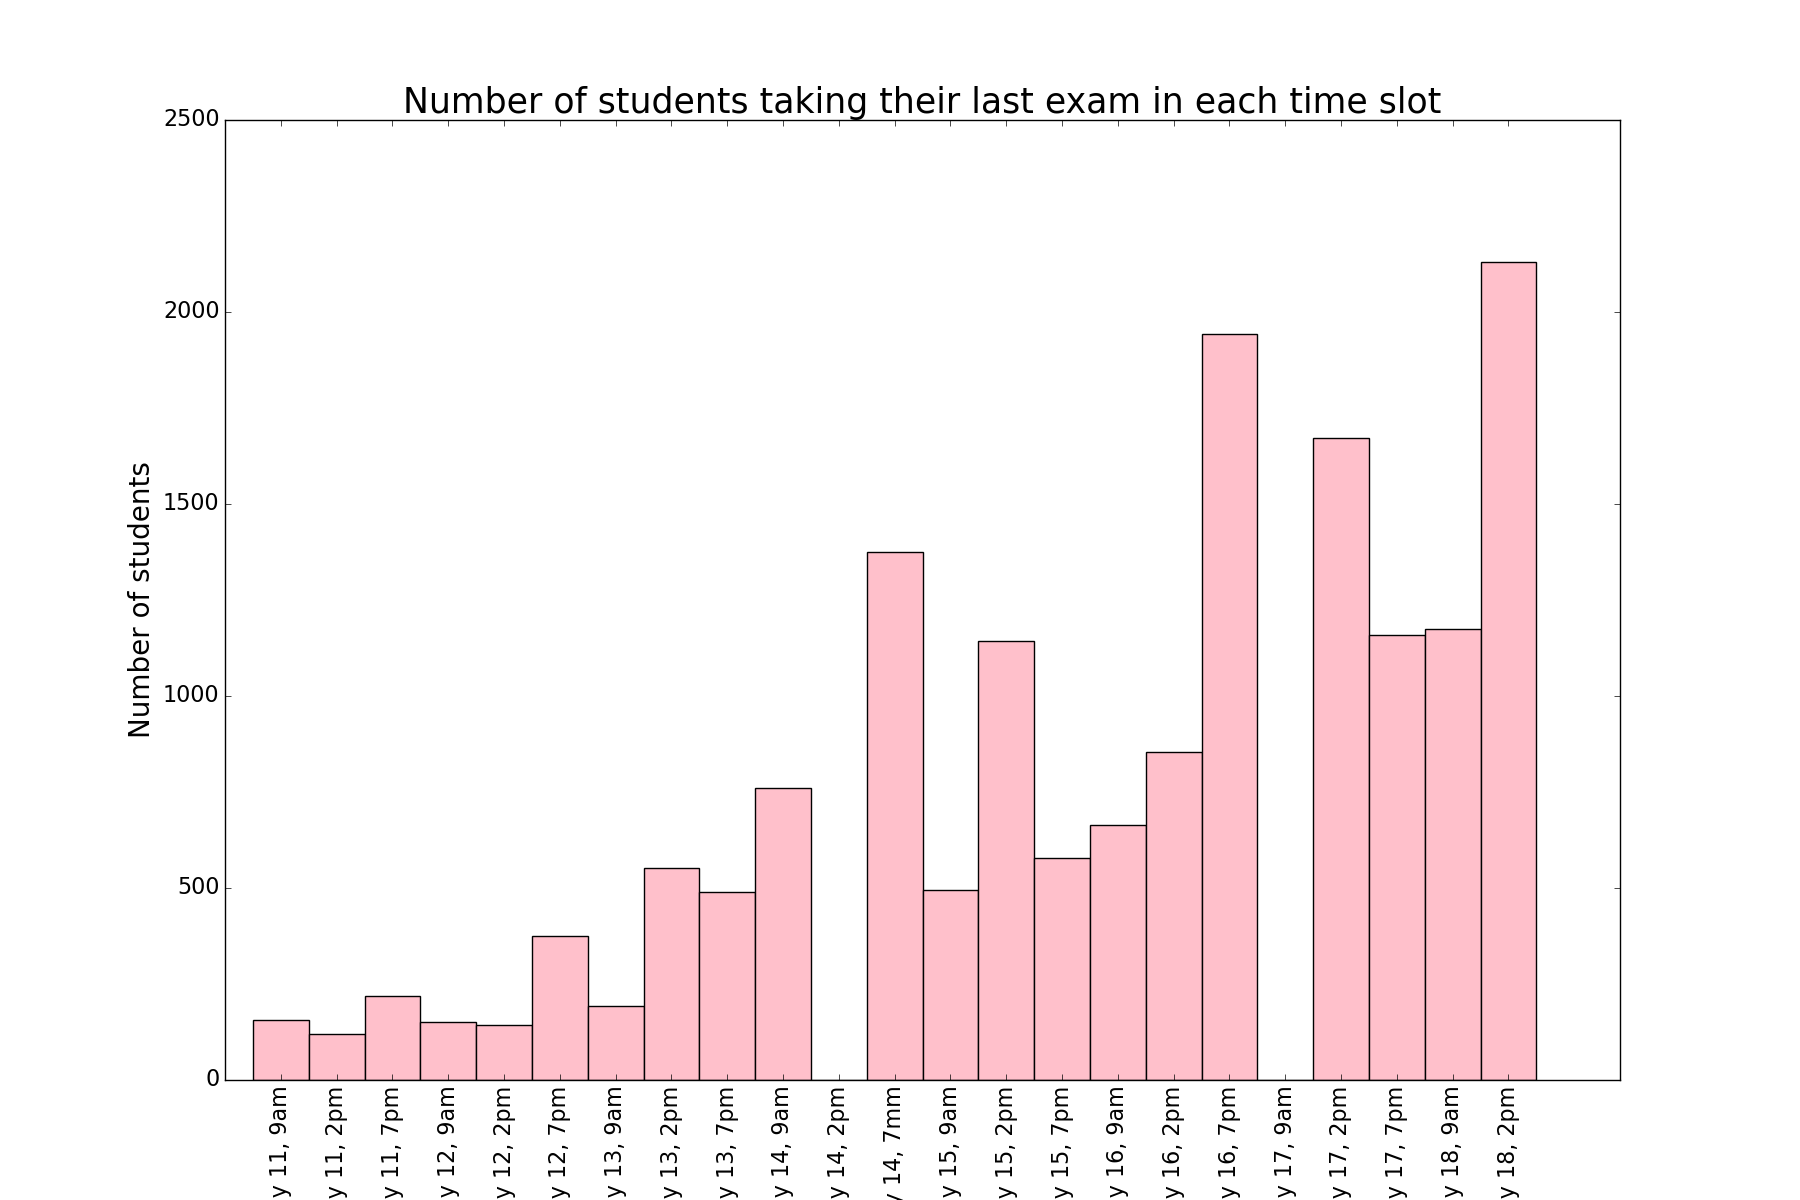 Number of students taking their last exam in each time slot
Number of students
2500
2000
1500
1000
500
0
y 11, 9am
y 11, 2pm
y 11, 7pm
y 12, 9am
y 12, 2pm
y 12, 7pm
y 13, 9am
y 13, 2pm
y 13, 7pm
y 14, 9am
y 14, 2pm
y 14, 7mm
y 15, 9am
y 15, 2pm
y 15, 7pm
y 16, 9am
y 16, 2pm
y 16, 7pm
y 17, 9am
y 17, 2pm
y 17, 7pm
y 18, 9am
y 18, 2pm